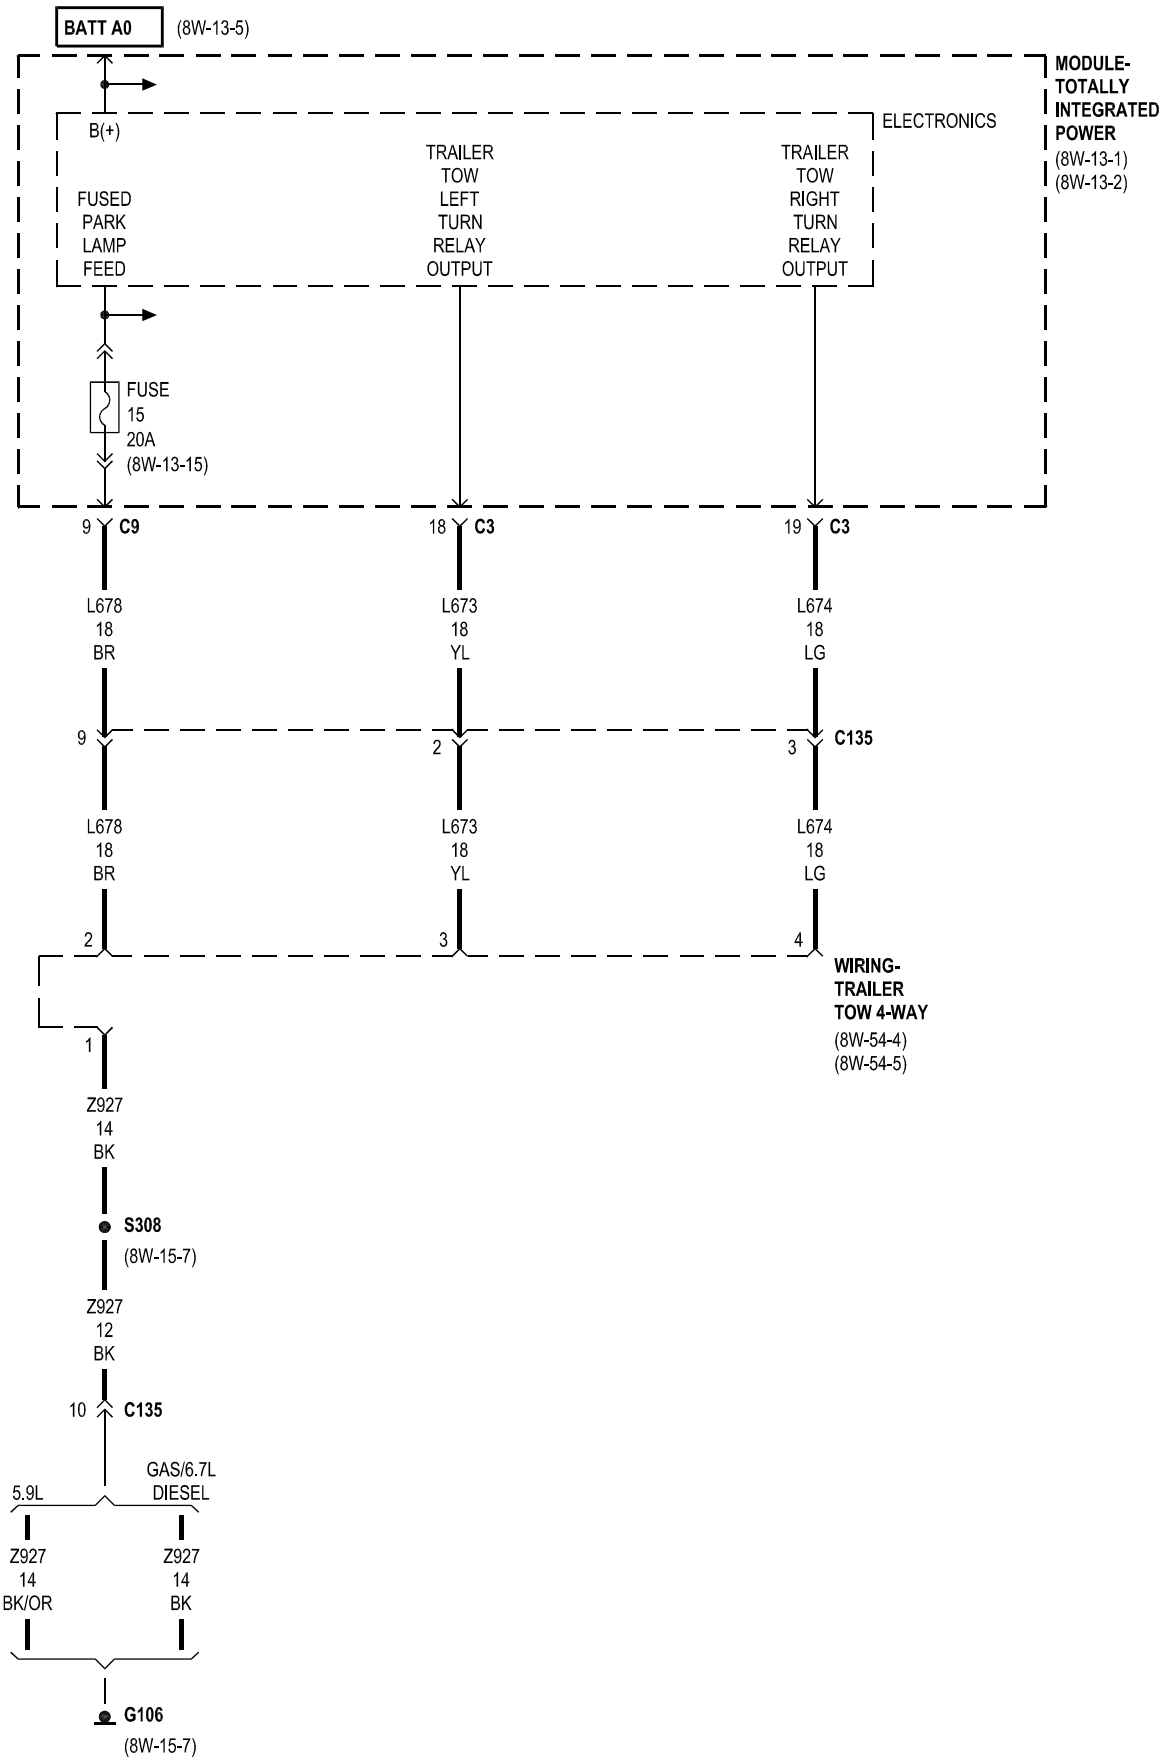 BATT A0 (8W-13-5)
MODULE-
TOTALLY
INTEGRATED
POWER
(8W-13-1)
(8W-13-2)
ELECTRONICS
B(+)
FUSED
PARK
LAMP
FEED
TRAILER
TOW
LEFT
TURN
RELAY
OUTPUT
TRAILER
TOW
RIGHT
TURN
RELAY
OUTPUT
FUSE
15
20A
(8W-13-15)
9 C9 18 C3 19 C3
L678 L673 L674
18 18 18
BR YL LG
9 2 3 C135
L678 L673 L674
18 18 18
BR YL LG
2 3 4
WIRING-
TRAILER
TOW 4-WAY
(8W-54-4)
(8W-54-5)
1
Z927
14
BK
S308
(8W-15-7)
Z927
12
BK
10 C135
5.9L
GAS/6.7L
DIESEL
Z927 Z927
14 14
BK/OR BK
G106
(8W-15-7)